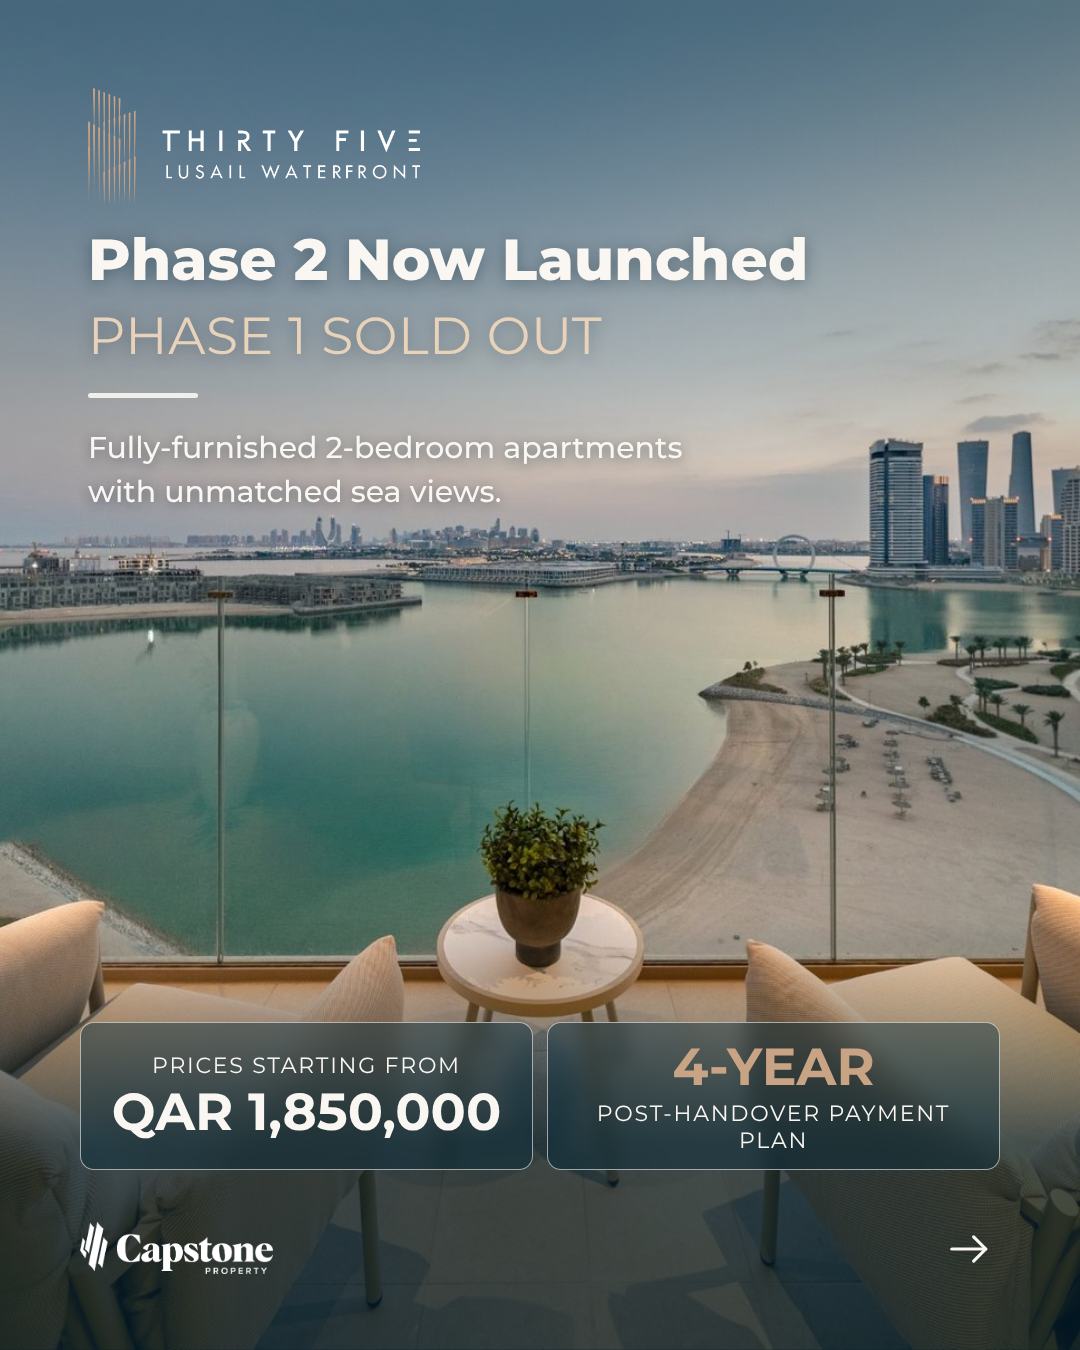 THIRTY FIVE
LUSAIL WATERFRONT
Phase 2 Now Launched
PHASE 1 SOLD OUT
Fully-furnished 2-bedroom apartments
with unmatched sea views.
PRICES STARTING FROM
QAR 1,850,000
4-YEAR
POST-HANDOVER PAYMENT
PLAN
Capstone
PROPERTY